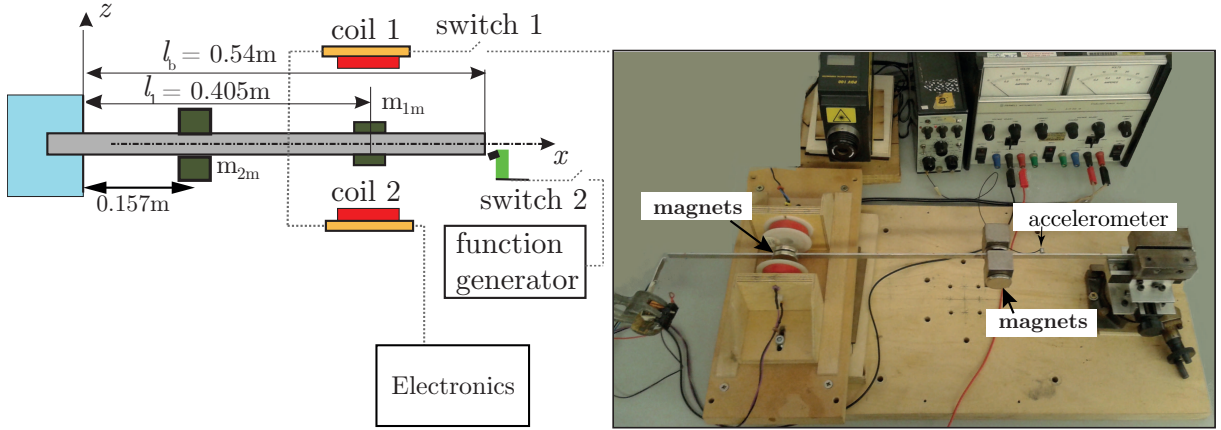 z
coil 1
switch 1
l_b = 0.54m
l_1 = 0.405m
m_1m
x
m_2m
0.157m
switch 2
coil 2
function
generator
Electronics
magnets
accelerometer
magnets